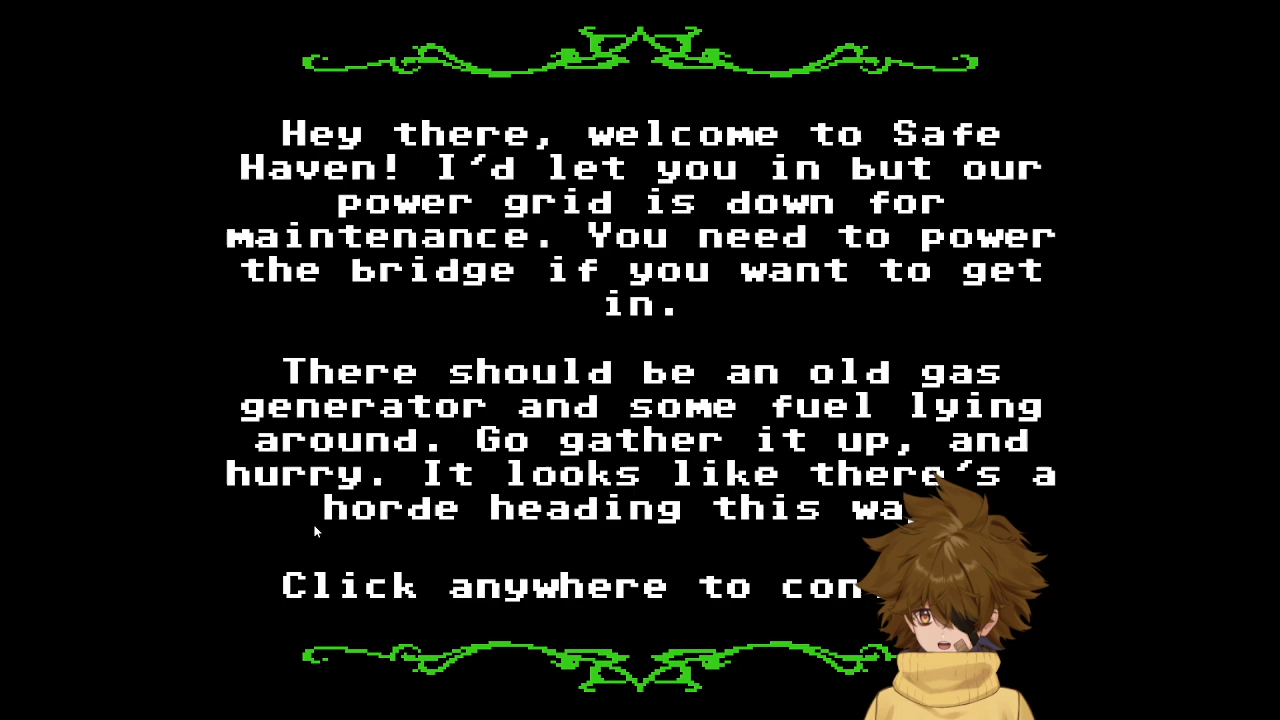 Hey there, welcome to Safe
Haven! I'd let you in but our
power grid is down for
maintenance. You need to power
the bridge if you want to get
in.
There should be an old gas
generator and some fuel lying
around. Go gather it up, and
hurry. It looks like there's a
horde heading this
Click anywhere to